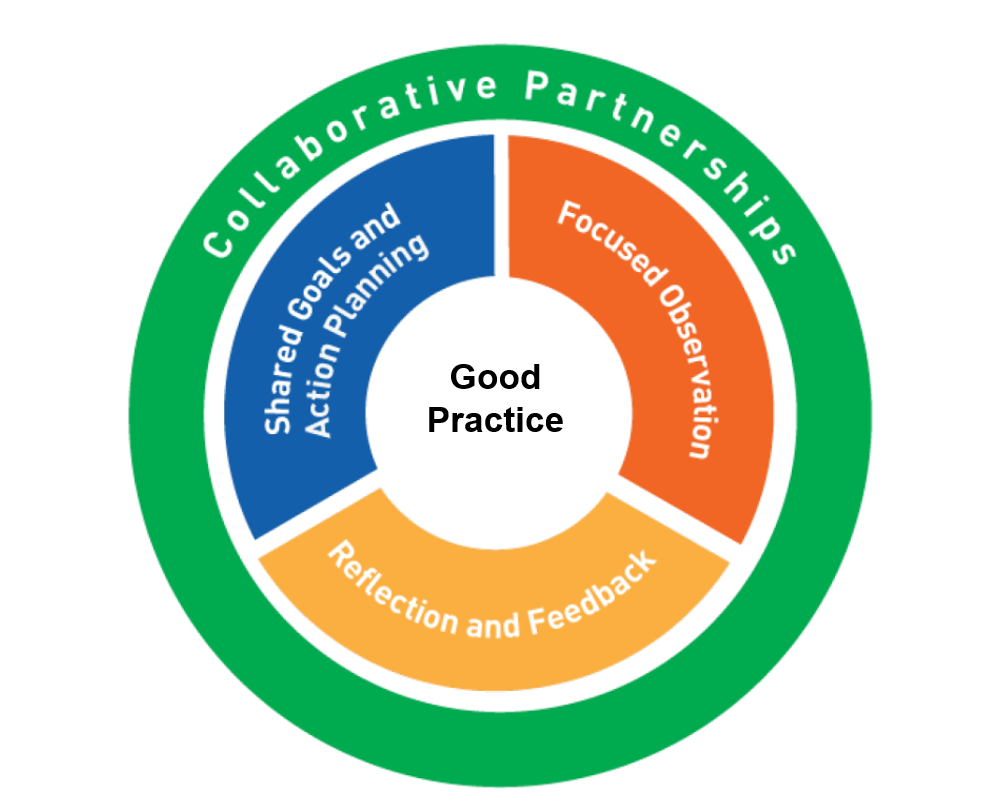 Collaborative Partnerships
Shared Goals and
Action Planning
Focused Observation
Good
Practice
Reflection and Feedback